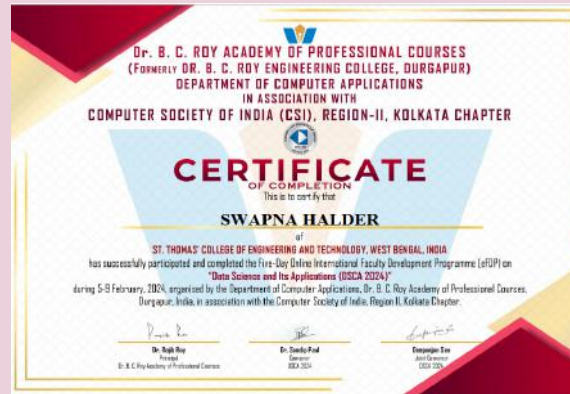 Dr. B. C. ROY ACADEMY OF PROFESSIONAL COURSES
(FORMERLY DR. B. C. ROY ENGINEERING COLLEGE, DURGAPUR)
DEPARTMENT OF COMPUTER APPLICATIONS
IN ASSOCIATION WITH
COMPUTER SOCIETY OF INDIA (CSI), REGION-II, KOLKATA CHAPTER
CERTIFICATE
OF COMPLETION
This is to certify that
SWAPNA HALDER
of
ST. THOMAS' COLLEGE OF ENGINEERING AND TECHNOLOGY, WEST BENGAL, INDIA
has successfully participated and completed the Five-Day Online International Faculty Development Programme (eFDP) on
"Data Science and Its Applications (DSCA 2024)"
during 5-9 February, 2024, organised by the Department of Computer Applications, Dr. B. C. Roy Academy of Professional Courses,
Durgapur, India, in association with the Computer Society of India, Region II, Kolkata Chapter.
Dr. Rajib Roy
Principal
Dr. B. C. Roy Academy of Professional Courses
Dr. Sandip Paul
Convenor
DSCA 2024
Deepanjan Sen
Joint Convenor
DSCA 2024